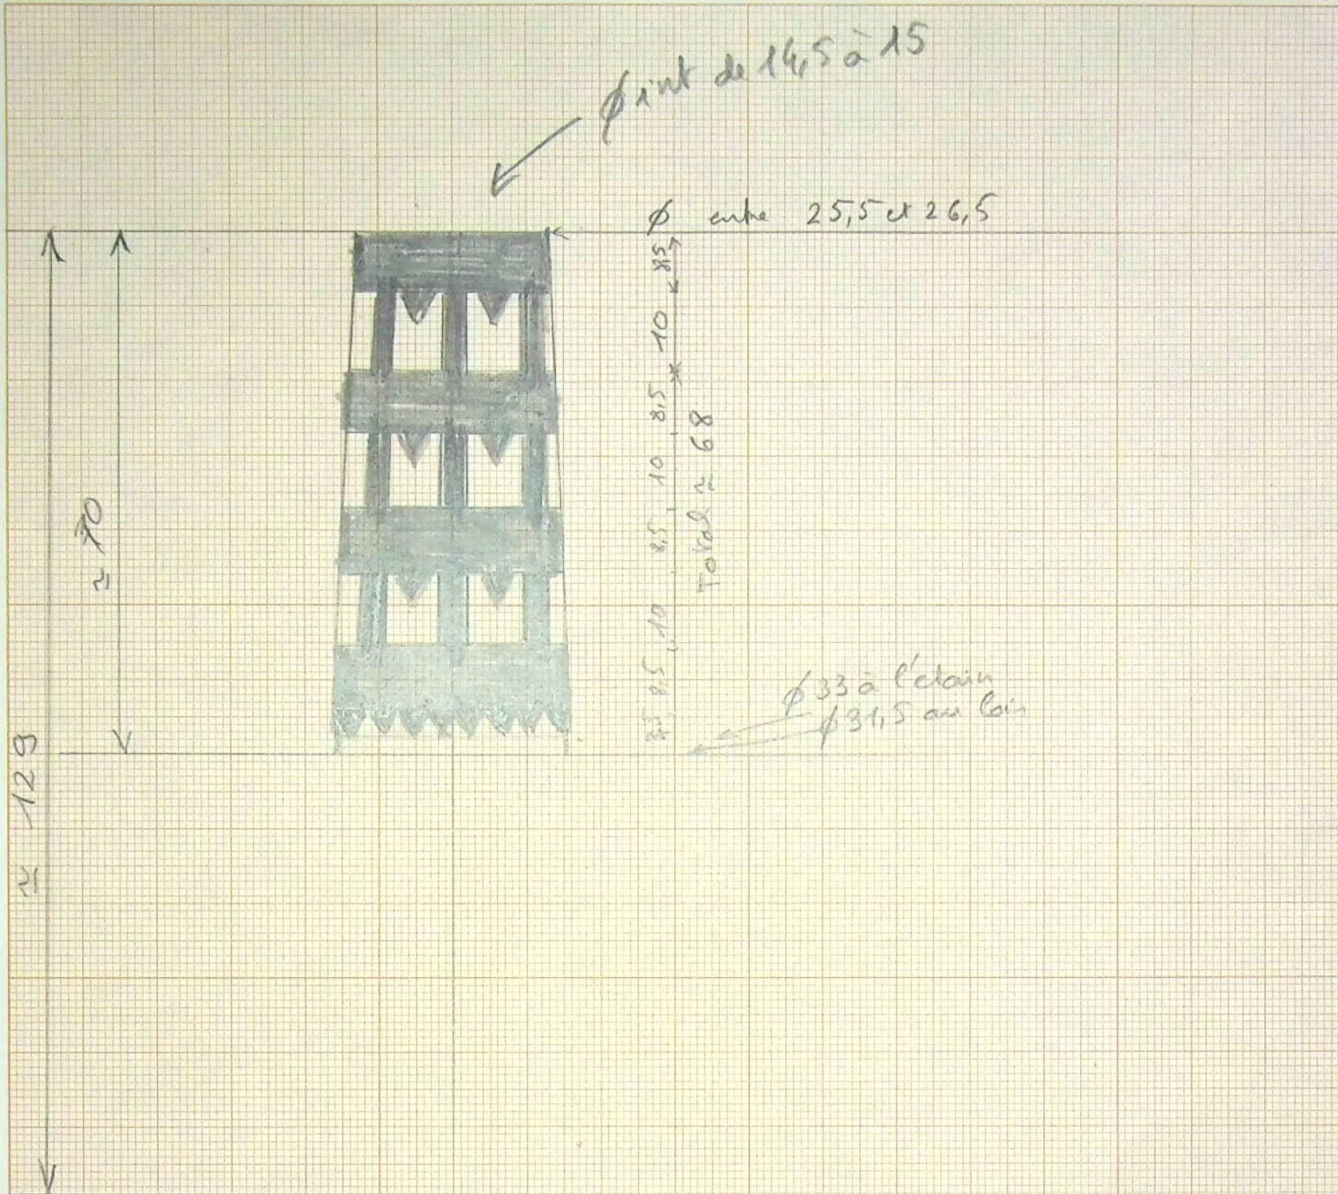 ϕ int de 14,5 à 15
ϕ entre 25,5 et 26,5
8,5
10
8,5
10
8,5
10
8,5
Total ≃ 68
≃ 70
≃ 129
ϕ 33 à l'étain
ϕ 31,5 au bois